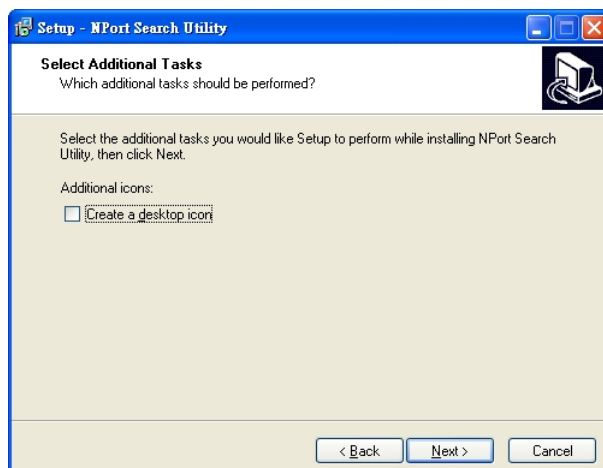 Setup - NPort Search Utility
Select Additional Tasks
Which additional tasks should be performed?
Select the additional tasks you would like Setup to perform while installing NPort Search
Utility, then click Next.
Additional icons:
Create a desktop icon
< Back
Next >
Cancel